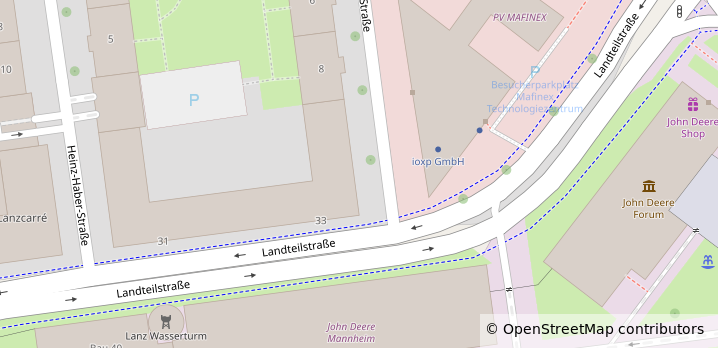 PV MAFINEX
Straße
Landteilstraße
6
5
10
8
P
P
Besucherparkplatz
Mafinex
Technologiezentrum
John Deere
Shop
ioxp GmbH
Heinz-Haber-Straße
John Deere
Forum
Lanzcarré
33
31
Landteilstraße
Landteilstraße
Lanz Wasserturm
John Deere
Mannheim
© OpenStreetMap contributors